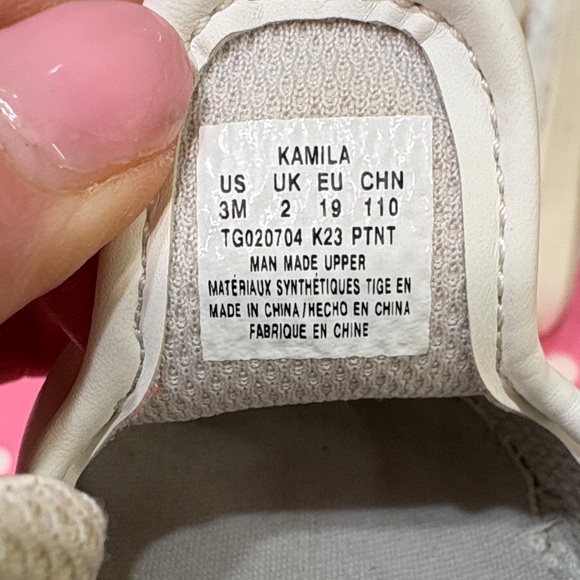 KAMILA
US UK EU CHN
3M 2 19 110
TG020704 K23 PTNT
MAN MADE UPPER
MATÉRIAUX SYNTHÉTIQUES TIGE EN
MADE IN CHINA/HECHO EN CHINA
FABRIQUE EN CHINE